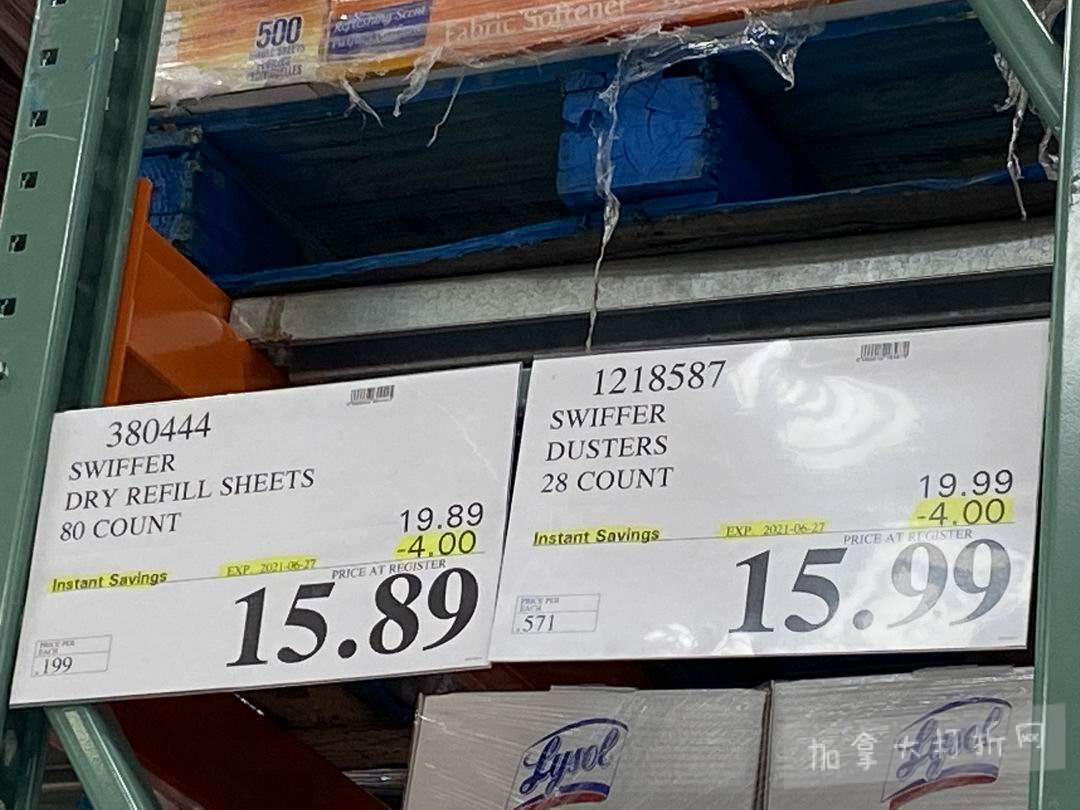 500
Refreshing Scent
Fabric Softener
380444
SWIFFER
DRY REFILL SHEETS
80 COUNT
19.89
-4.00
Instant Savings
EXP. 2021-06-27
PRICE AT REGISTER
15.89
PRICE PER
EACH
.199
1218587
SWIFFER
DUSTERS
28 COUNT
19.99
-4.00
Instant Savings
EXP. 2021-06-27
PRICE AT REGISTER
15.99
PRICE PER
EACH
.571
Lysol
Lysol
加拿大打折网